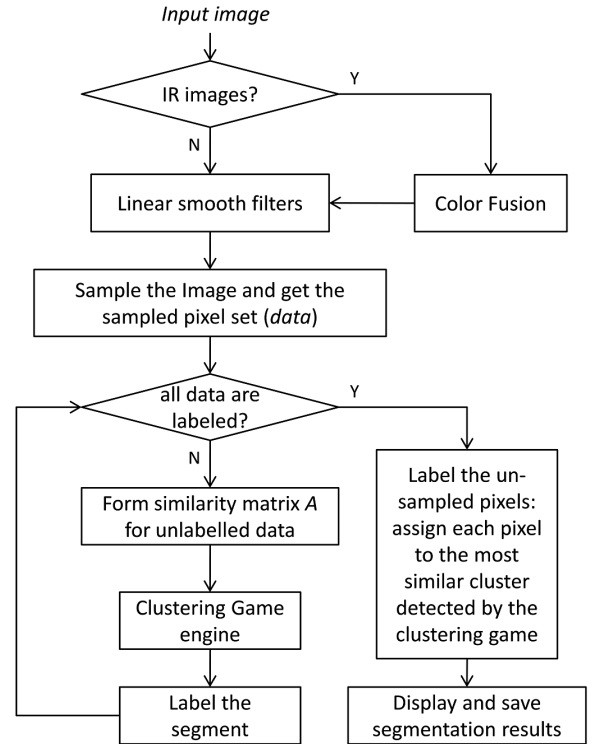 Input image
IR images?
Y
N
Linear smooth filters
Color Fusion
Sample the Image and get the
sampled pixel set (data)
all data are
labeled?
Y
N
Form similarity matrix A
for unlabelled data
Clustering Game
engine
Label the
segment
Label the un-
sampled pixels:
assign each pixel
to the most
similar cluster
detected by the
clustering game
Display and save
segmentation results